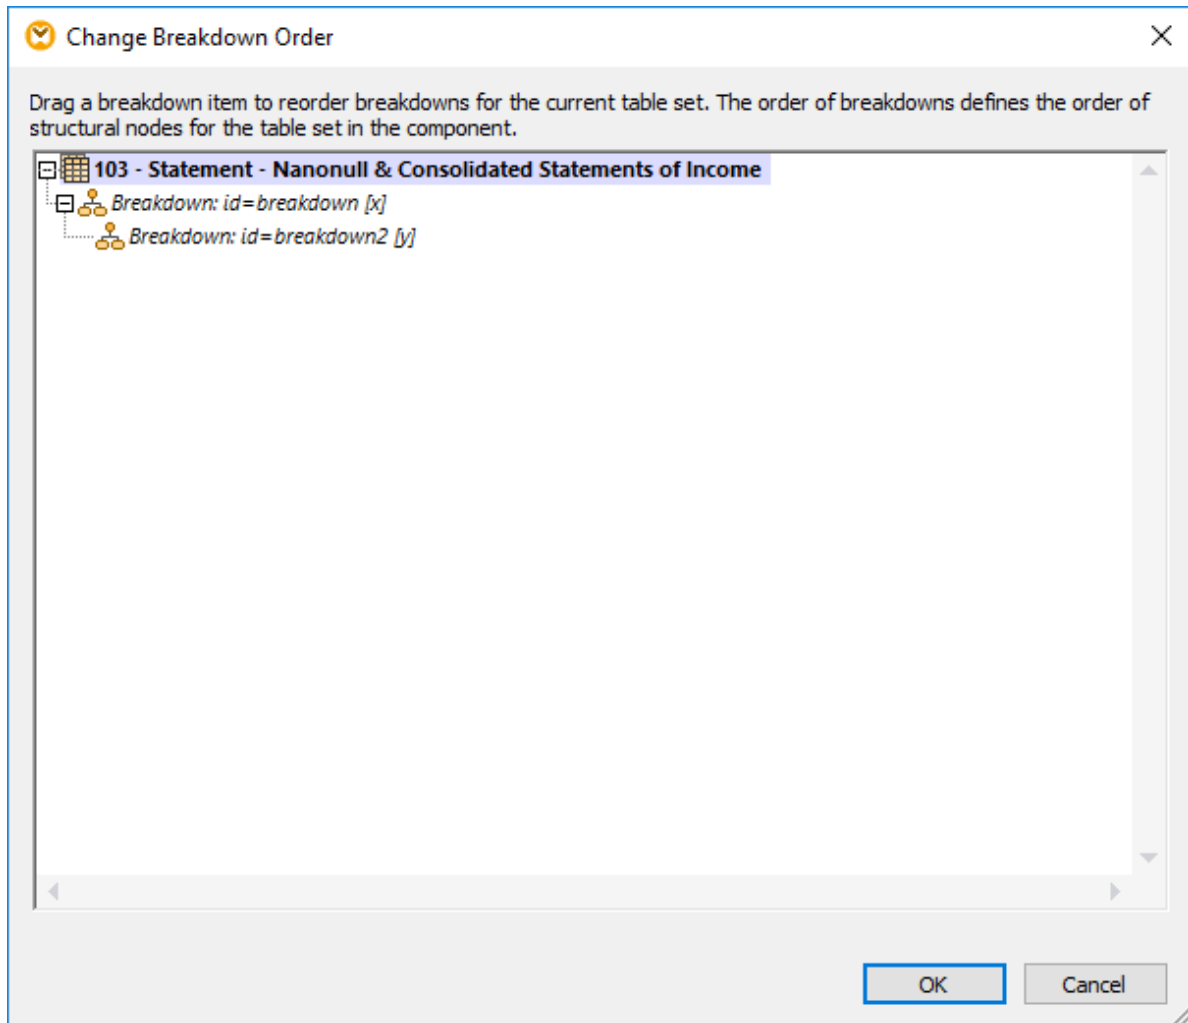 Change Breakdown Order
Drag a breakdown item to reorder breakdowns for the current table set. The order of breakdowns defines the order of
structural nodes for the table set in the component.
103 - Statement - Nanonull & Consolidated Statements of Income
Breakdown: id=breakdown [x]
Breakdown: id=breakdown2 [y]
OK
Cancel